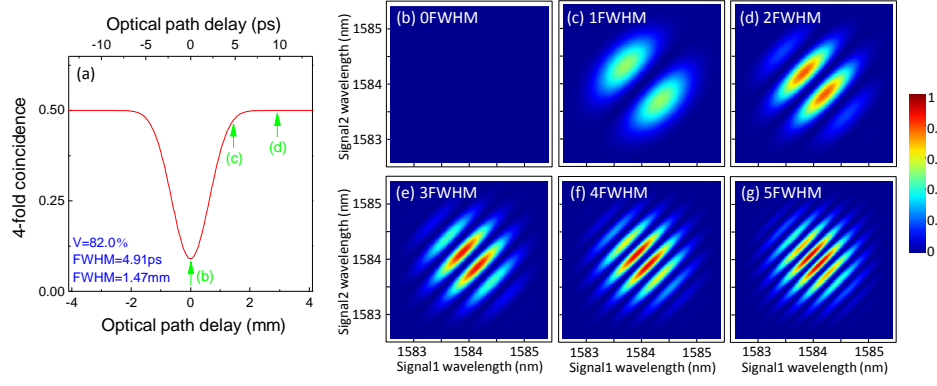 Optical path delay (ps)
-10 -5 0 5 10
(a)
4-fold coincidence
0.50
0.25
0.00
(c)
(d)
(b)
V=82.0%
FWHM=4.91ps
FWHM=1.47mm
-4 -2 0 2 4
Optical path delay (mm)
(b) 0FWHM
(c) 1FWHM
(d) 2FWHM
Signal2 wavelength (nm)
1585
1584
1583
(e) 3FWHM
(f) 4FWHM
(g) 5FWHM
Signal2 wavelength (nm)
1585
1584
1583
1583 1584 1585
1583 1584 1585
1583 1584 1585
Signal1 wavelength (nm)
Signal1 wavelength (nm)
Signal1 wavelength (nm)
1
0